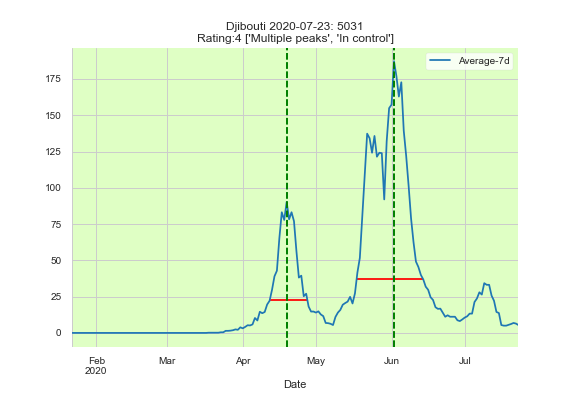 Djibouti 2020-07-23: 5031
Rating:4 ['Multiple peaks', 'In control']
Average-7d
175
150
125
100
75
50
25
0
Feb
2020
Mar
Apr
May
Jun
Jul
Date